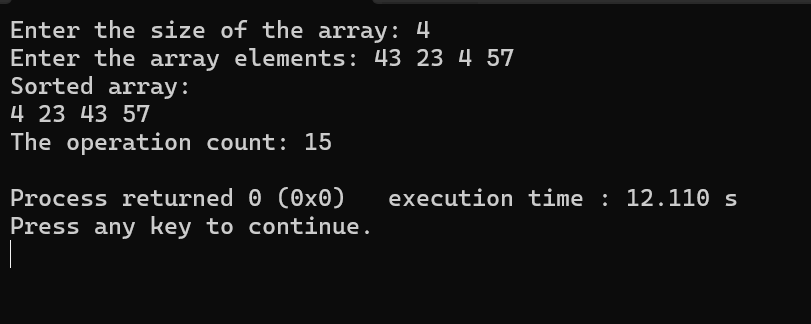 Enter the size of the array: 4
Enter the array elements: 43 23 4 57
Sorted array:
4 23 43 57
The operation count: 15
Process returned 0 (0x0)   execution time : 12.110 s
Press any key to continue.